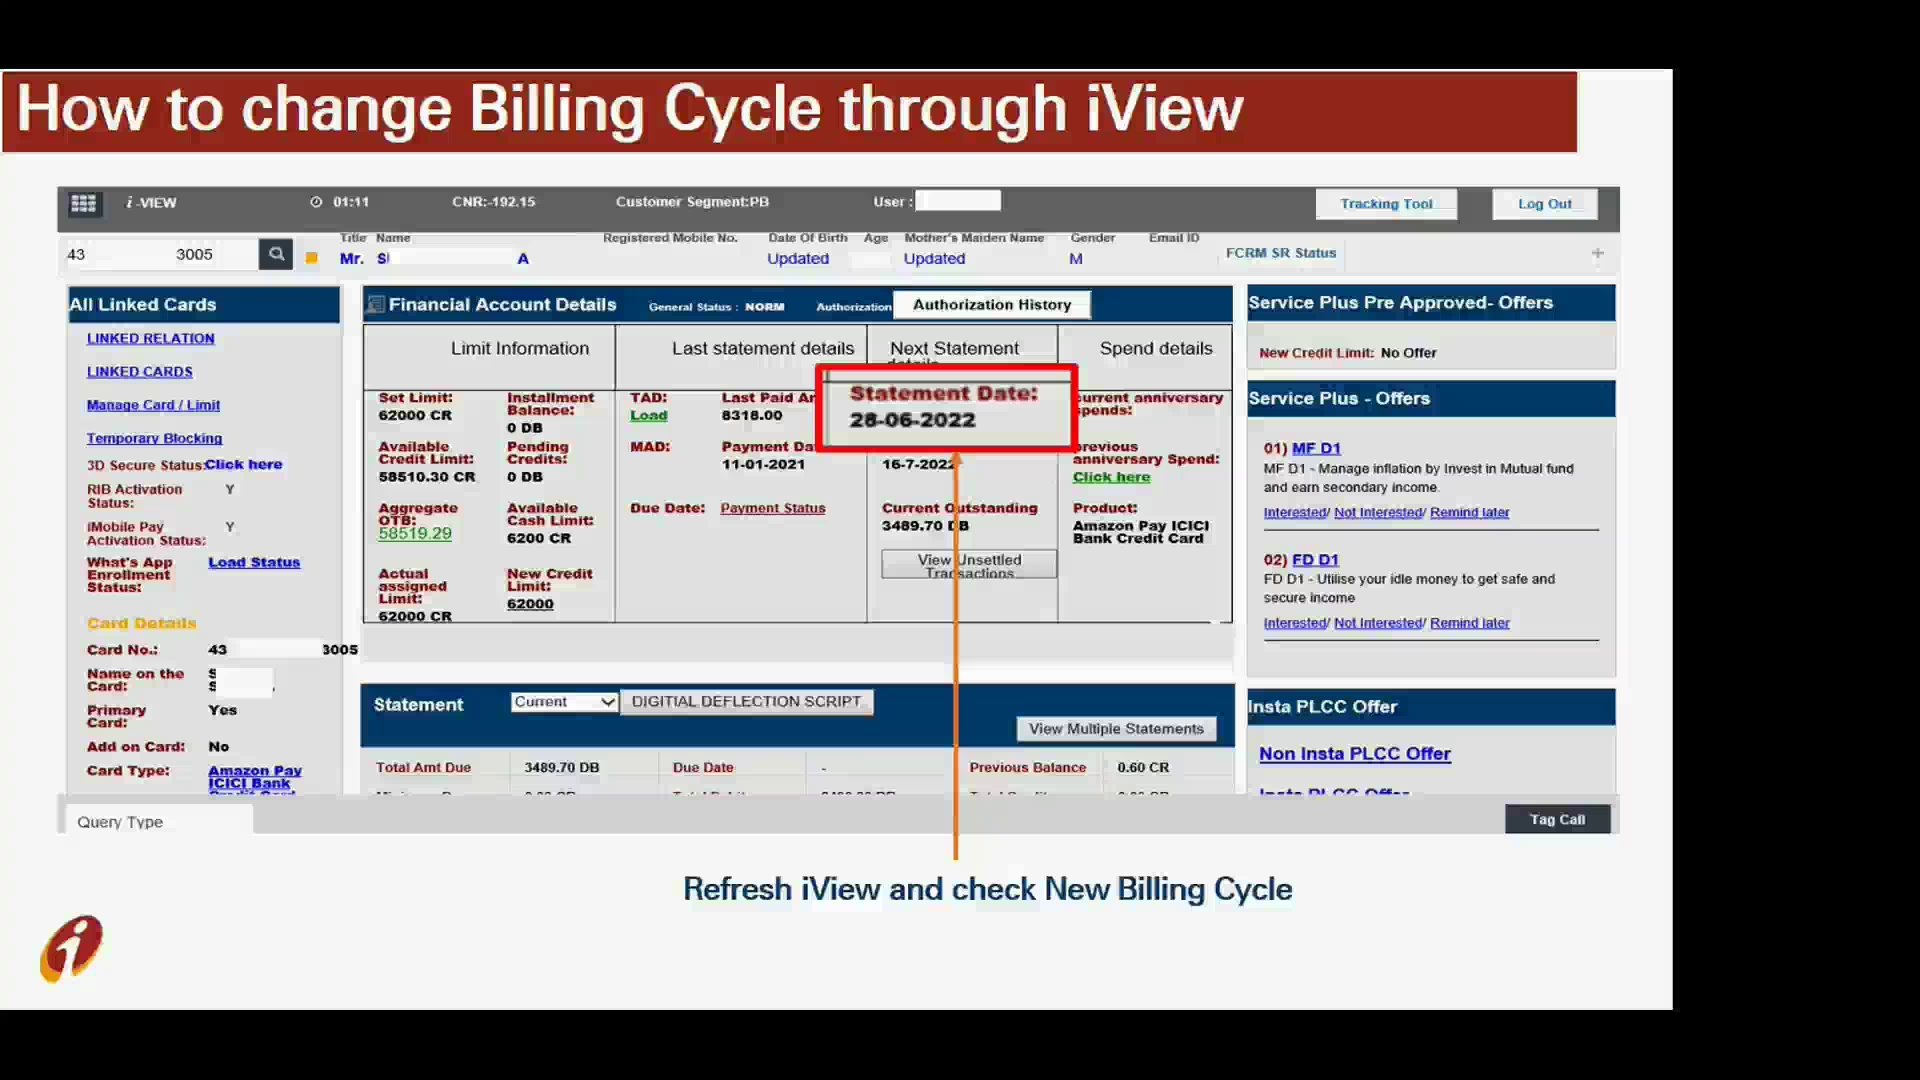 How to change Billing Cycle through iView
i-VIEW 01:11 CNR:-192.15 Customer Segment:PB User : Tracking Tool Log Out
Title Name Registered Mobile No. Date Of Birth Age Mother's Maiden Name Gender Email ID
43 3005 Mr. S A Updated Updated M FCRM SR Status +
All Linked Cards
LINKED RELATION
LINKED CARDS
Manage Card / Limit
Temporary Blocking
3D Secure Status:Click here
RIB Activation Y
Status:
iMobile Pay Y
Activation Status:
What's App Load Status
Enrollment
Status:
Card Details
Card No.: 43 3005
Name on the S
Card: S
Primary Yes
Card:
Add on Card: No
Card Type: Amazon Pay
ICICI Bank
Credit Card
Financial Account Details General Status : NORM Authorization Authorization History
Limit Information
Set Limit:
62000 CR
Installment
Balance:
0 DB
Available
Credit Limit:
58510.30 CR
Pending
Credits:
0 DB
Aggregate
OTB:
58519.29
Available
Cash Limit:
6200 CR
Actual
assigned
Limit:
62000 CR
New Credit
Limit:
62000
Last statement details
TAD:
Load
Last Paid Am
8318.00
MAD:
Payment Da
11-01-2021
Due Date: Payment Status
Next Statement
details
Statement Date:
28-06-2022
16-7-2022
Current Outstanding
3489.70 DB
View Unsettled
Transactions
Spend details
current anniversary
spends:
previous
anniversary Spend:
Click here
Product:
Amazon Pay ICICI
Bank Credit Card
Statement Current DIGITIAL DEFLECTION SCRIPT
View Multiple Statements
Total Amt Due 3489.70 DB Due Date - Previous Balance 0.60 CR
Service Plus Pre Approved- Offers
New Credit Limit: No Offer
Service Plus - Offers
01) MF D1
MF D1 - Manage inflation by Invest in Mutual fund
and earn secondary income.
Interested/ Not Interested/ Remind later
02) FD D1
FD D1 - Utilise your idle money to get safe and
secure income
Interested/ Not Interested/ Remind later
Insta PLCC Offer
Non Insta PLCC Offer
Insta PLCC Offer
Query Type Tag Call
Refresh iView and check New Billing Cycle